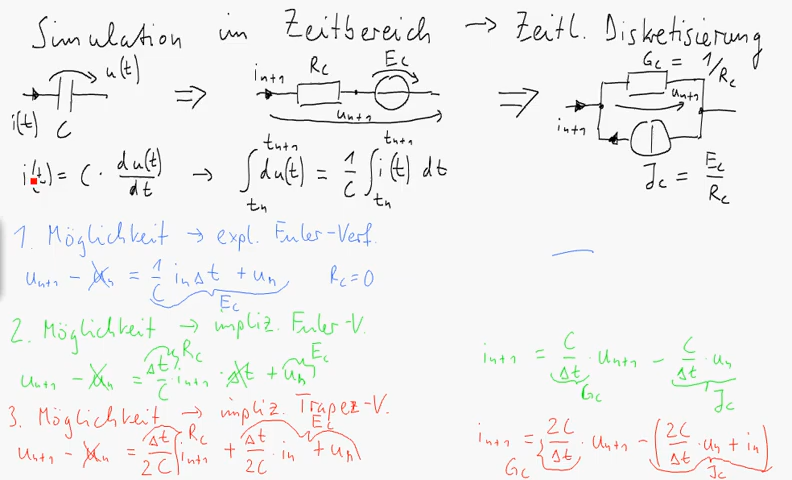 Simulation im Zeitbereich → Zeitl. Diskretisierung
i(t) C u(t) ⇒ i_{n+1} R_C E_C u_{n+1} ⇒ i_{n+1} G_C = 1/R_C u_{n+1} J_C = E_C/R_C
i(t) = C · du(t)/dt → ∫_{t_n}^{t_{n+1}} du(t) = 1/C ∫_{t_n}^{t_{n+1}} i(t) dt
1. Möglichkeit → expl. Euler-Verf.
u_{n+1} - u_n = 1/C i_n Δt + u_n R_C = 0
E_C
2. Möglichkeit → impliz. Euler-V.
u_{n+1} - u_n = Δt/C i_{n+1} · Δt + u_n R_C E_C
i_{n+1} = C/Δt · u_{n+1} - C/Δt · u_n
G_C J_C
3. Möglichkeit → impliz. Trapez-V.
u_{n+1} - u_n = Δt/2C i_{n+1} + Δt/2C · i_n + u_n R_C E_C
i_{n+1} = 2C/Δt · u_{n+1} - (2C/Δt · u_n + i_n)
G_C J_C